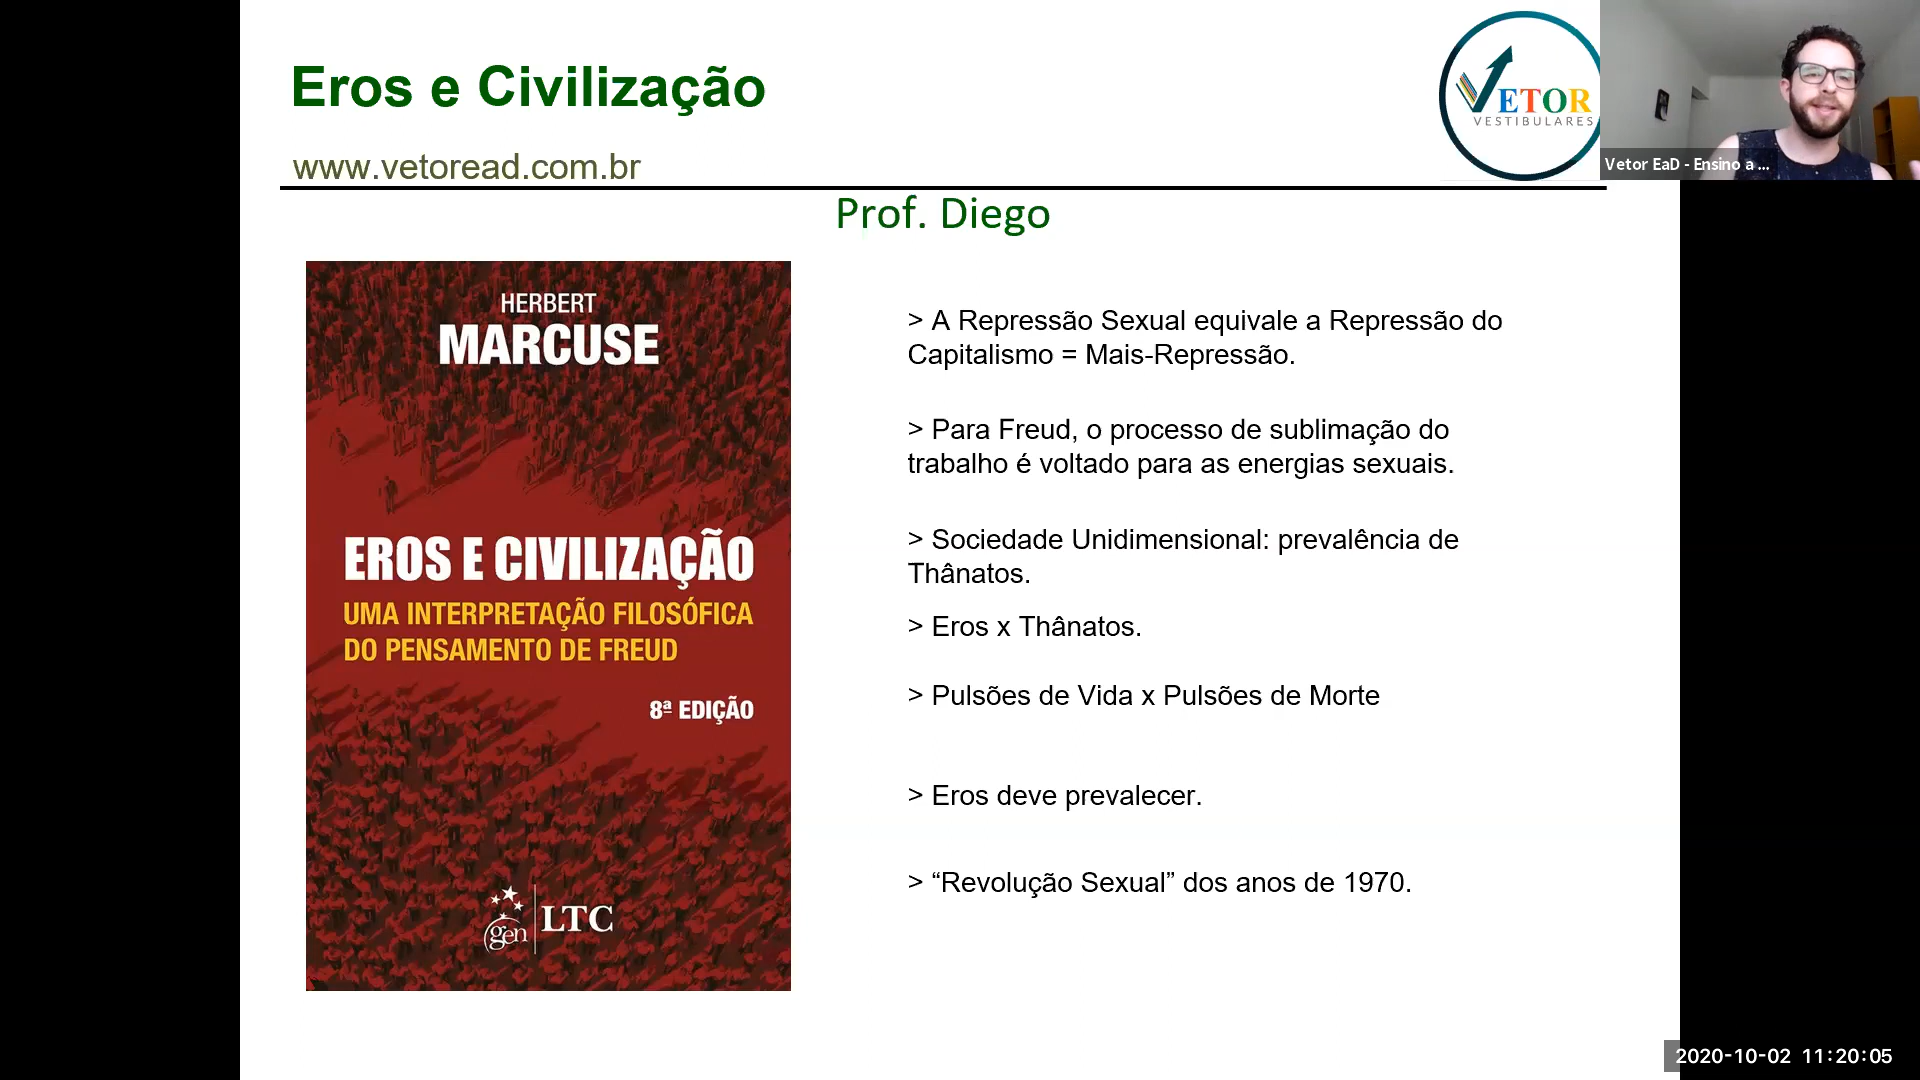 Eros e Civilização
www.vetoread.com.br
VETOR
VESTIBULARES
Vetor EaD - Ensino a ...
Prof. Diego
HERBERT
MARCUSE
EROS E CIVILIZAÇÃO
UMA INTERPRETAÇÃO FILOSÓFICA
DO PENSAMENTO DE FREUD
8ª EDIÇÃO
gen
LTC
> A Repressão Sexual equivale a Repressão do
Capitalismo = Mais-Repressão.
> Para Freud, o processo de sublimação do
trabalho é voltado para as energias sexuais.
> Sociedade Unidimensional: prevalência de
Thânatos.
> Eros x Thânatos.
> Pulsões de Vida x Pulsões de Morte
> Eros deve prevalecer.
> “Revolução Sexual” dos anos de 1970.
2020-10-02 11:20:05